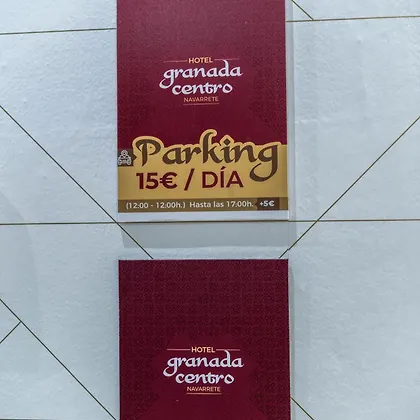 HOTEL
granada
centro
NAVARRETE
Parking
15€ / DÍA
(12:00 - 12:00h.) Hasta las 17:00h. +5€
HOTEL
granada
centro
NAVARRETE